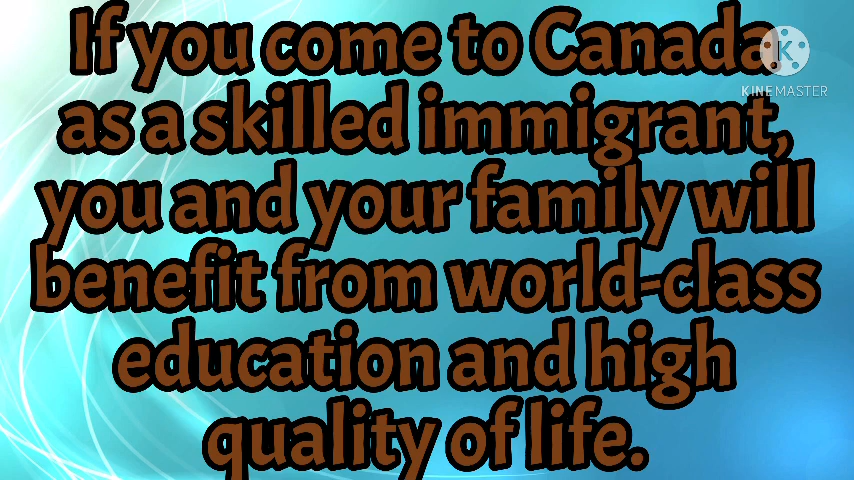 If you come to Canada
as a skilled immigrant,
you and your family will
benefit from world-class
education and high
quality of life.
K
KINEMASTER